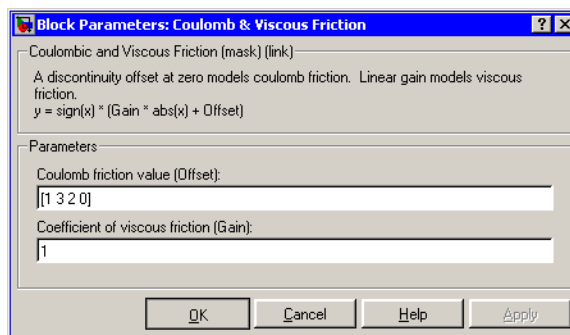 Block Parameters: Coulomb & Viscous Friction
Coulombic and Viscous Friction (mask) (link)
A discontinuity offset at zero models coulomb friction. Linear gain models viscous
friction.
y = sign(x) * (Gain * abs(x) + Offset)
Parameters
Coulomb friction value (Offset):
[1 3 2 0]
Coefficient of viscous friction (Gain):
1
OK Cancel Help Apply